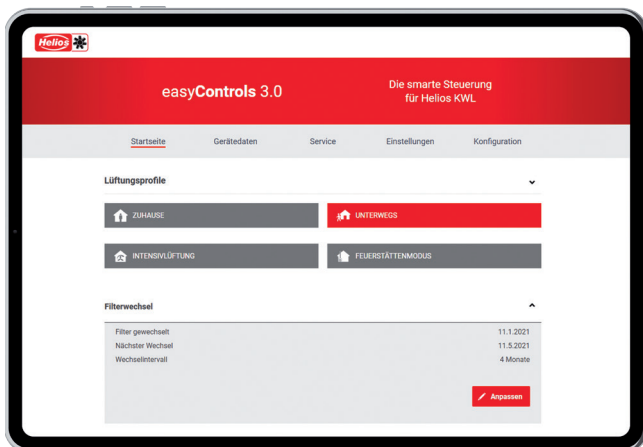 Helios
easyControls 3.0
Die smarte Steuerung
für Helios KWL
Startseite Gerätedaten Service Einstellungen Konfiguration
Lüftungsprofile
ZUHAUSE UNTERWEGS
INTENSIVLÜFTUNG FEUERSTÄTTENMODUS
Filterwechsel
Filter gewechselt 11.1.2021
Nächster Wechsel 11.5.2021
Wechselintervall 4 Monate
Anpassen